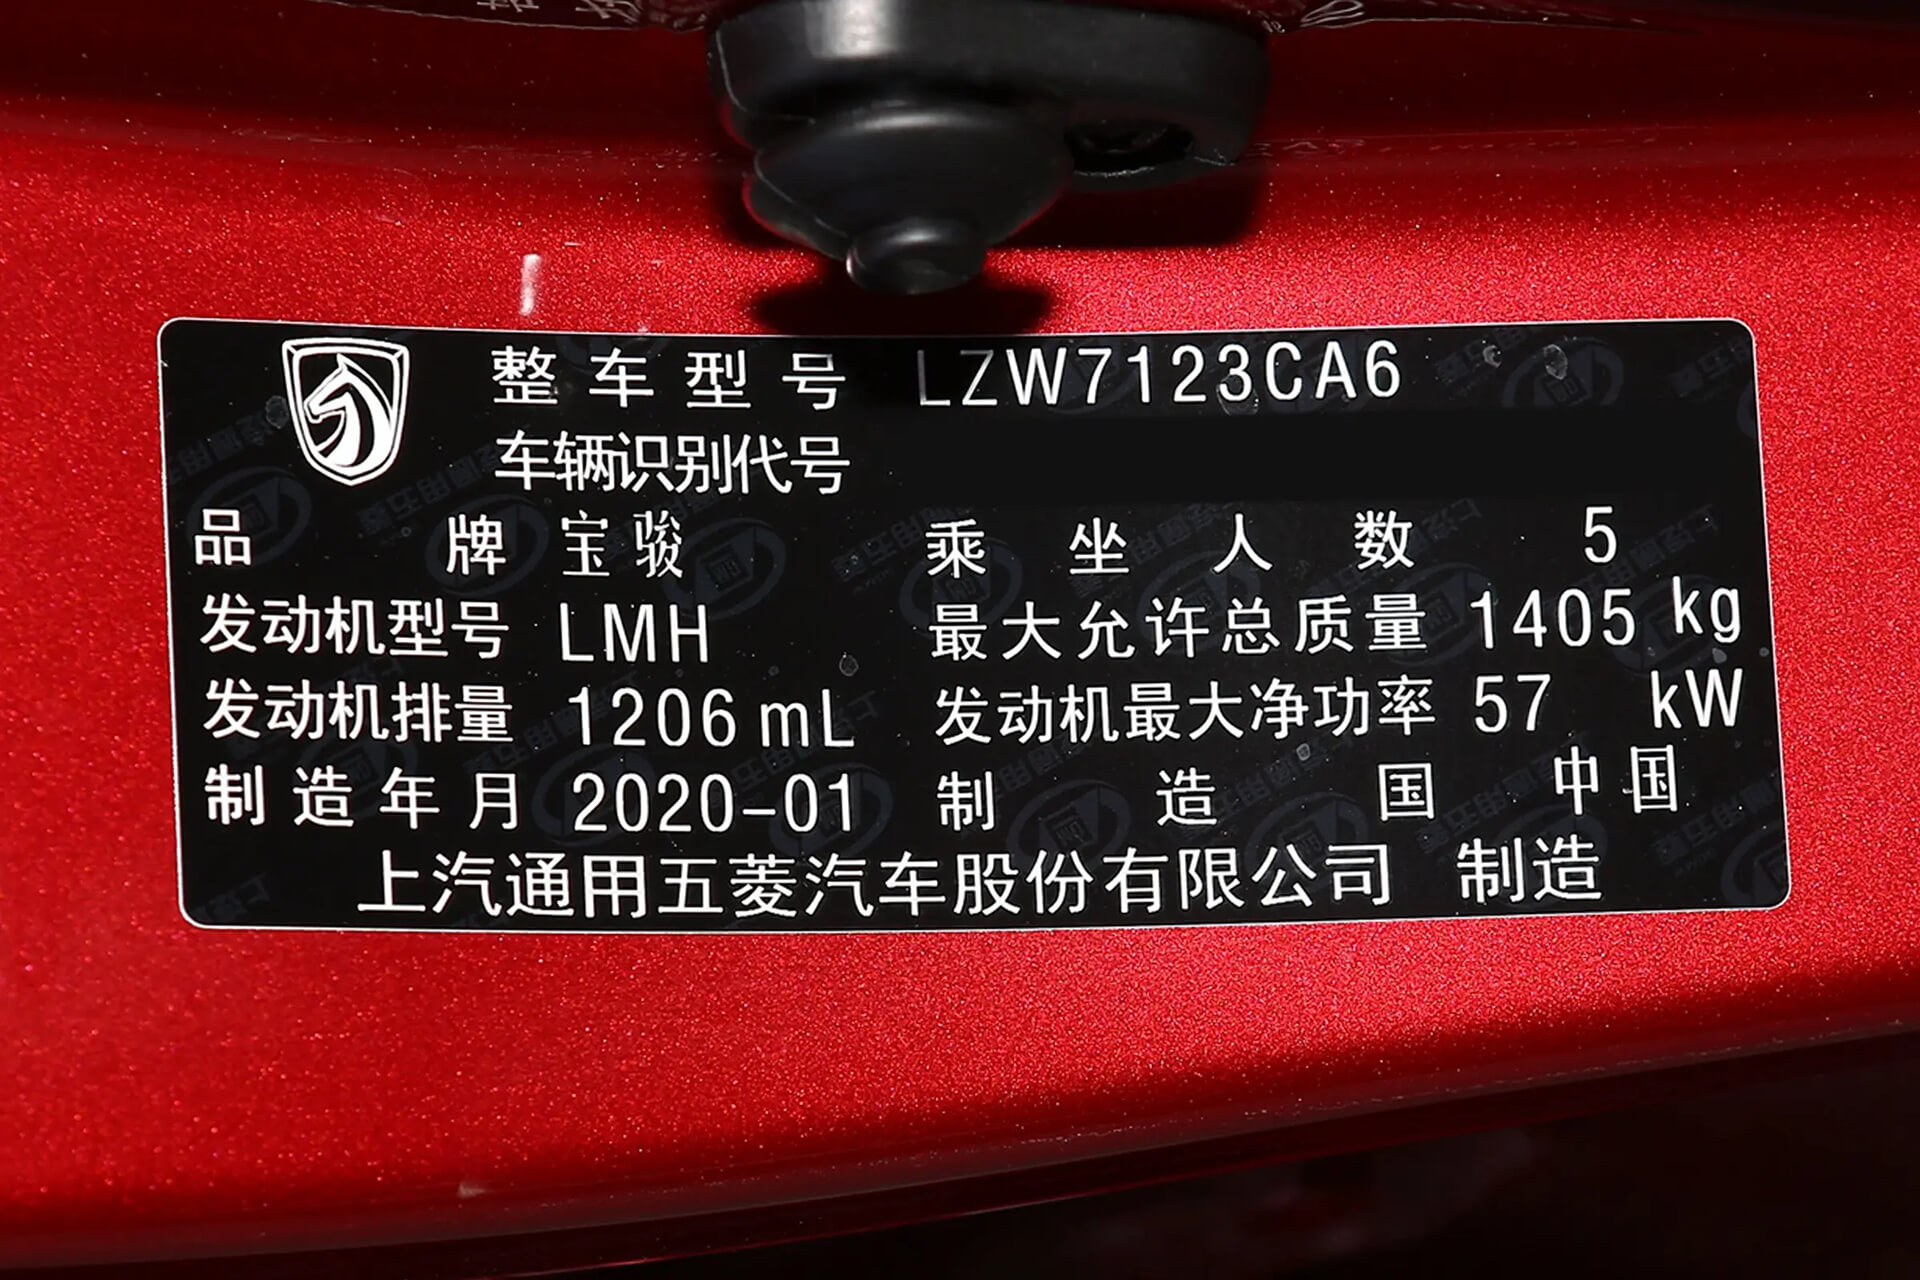 整车型号 LZW7123CA6
车辆识别代号
品牌 宝骏 乘坐人数 5
发动机型号 LMH 最大允许总质量 1405 kg
发动机排量 1206 mL 发动机最大净功率 57 kW
制造年月 2020-01 制造国 中国
上汽通用五菱汽车股份有限公司 制造